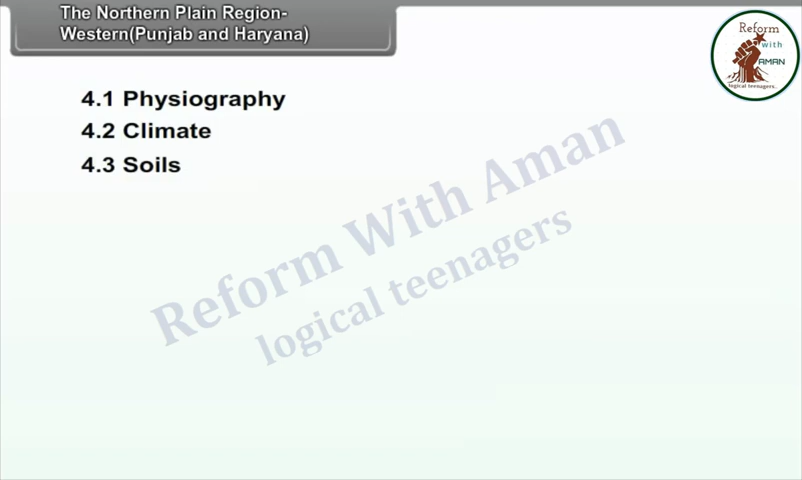 The Northern Plain Region-
Western(Punjab and Haryana)
Reform
with
AMAN
logical teenagers..
4.1 Physiography
4.2 Climate
4.3 Soils
Reform With Aman
logical teenagers